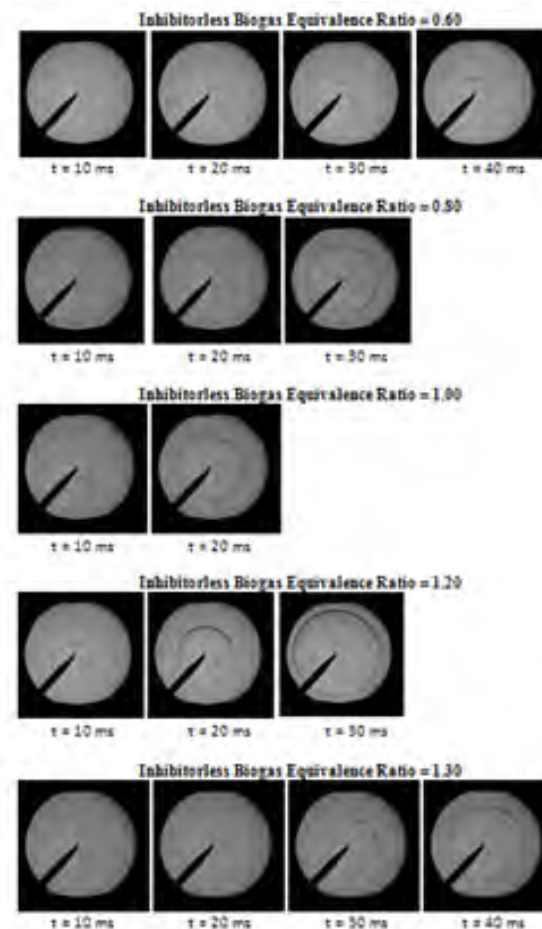 Inhibitorless Biogas Equivalence Ratio = 0.60
t = 10 ms t = 20 ms t = 30 ms t = 40 ms
Inhibitorless Biogas Equivalence Ratio = 0.80
t = 10 ms t = 20 ms t = 30 ms
Inhibitorless Biogas Equivalence Ratio = 1.00
t = 10 ms t = 20 ms
Inhibitorless Biogas Equivalence Ratio = 1.20
t = 10 ms t = 20 ms t = 30 ms
Inhibitorless Biogas Equivalence Ratio = 1.30
t = 10 ms t = 20 ms t = 30 ms t = 40 ms